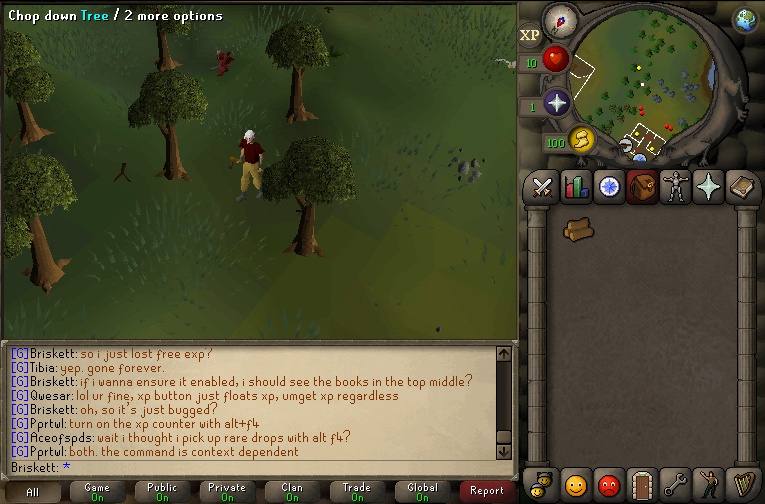 Chop down Tree / 2 more options
XP
10
1
100
[G]Briskett: so i just lost free exp?
[G]Tibia: yep. gone forever.
[G]Briskett: if i wanna ensure it enabled, i should see the books in the top middle?
[G]Qwesar: lol ur fine, xp button just floats xp, umget xp regardless
[G]Briskett: oh, so it's just bugged?
[G]Pprtwl: turn on the xp counter with alt+f4
[G]Aceofspds: wait i thought i pick up rare drops with alt f4?
[G]Pprtwl: both. the command is context dependent
Briskett: *
All Game Public Private Clan Trade Global Report
On On On On On On